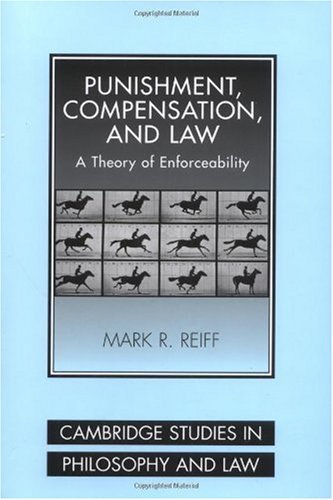 PUNISHMENT,
COMPENSATION,
AND LAW
A Theory of Enforceability
MARK R. REIFF
CAMBRIDGE STUDIES IN
PHILOSOPHY AND LAW